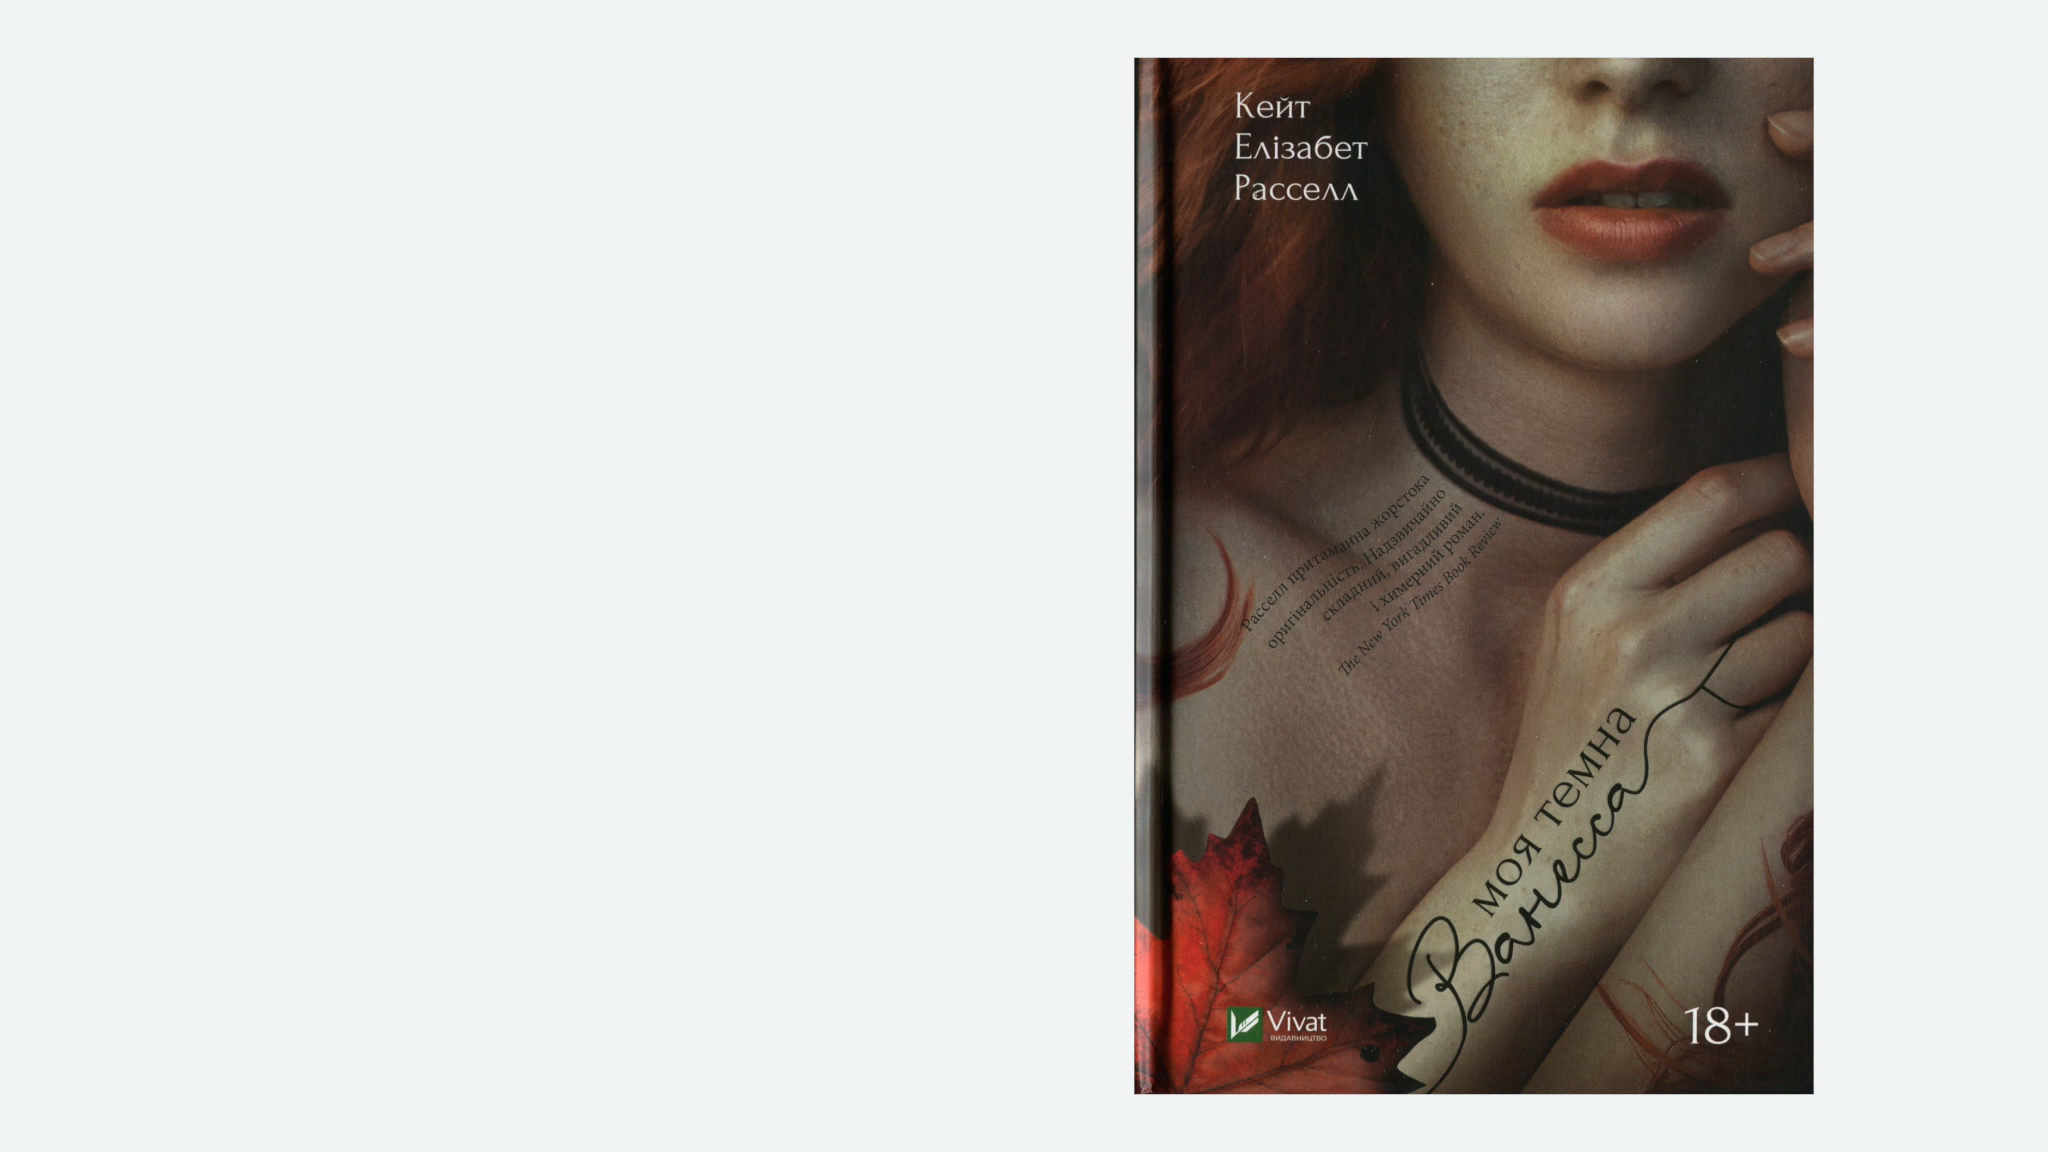 Кейт
Елізабет
Расселл
Расселл притаманна жорстока
оригінальність. Надзвичайно
складний, вигадливий
і химерний роман.
The New York Times Book Review
моя темна
Ванесса
Vivat
видавництво
18+